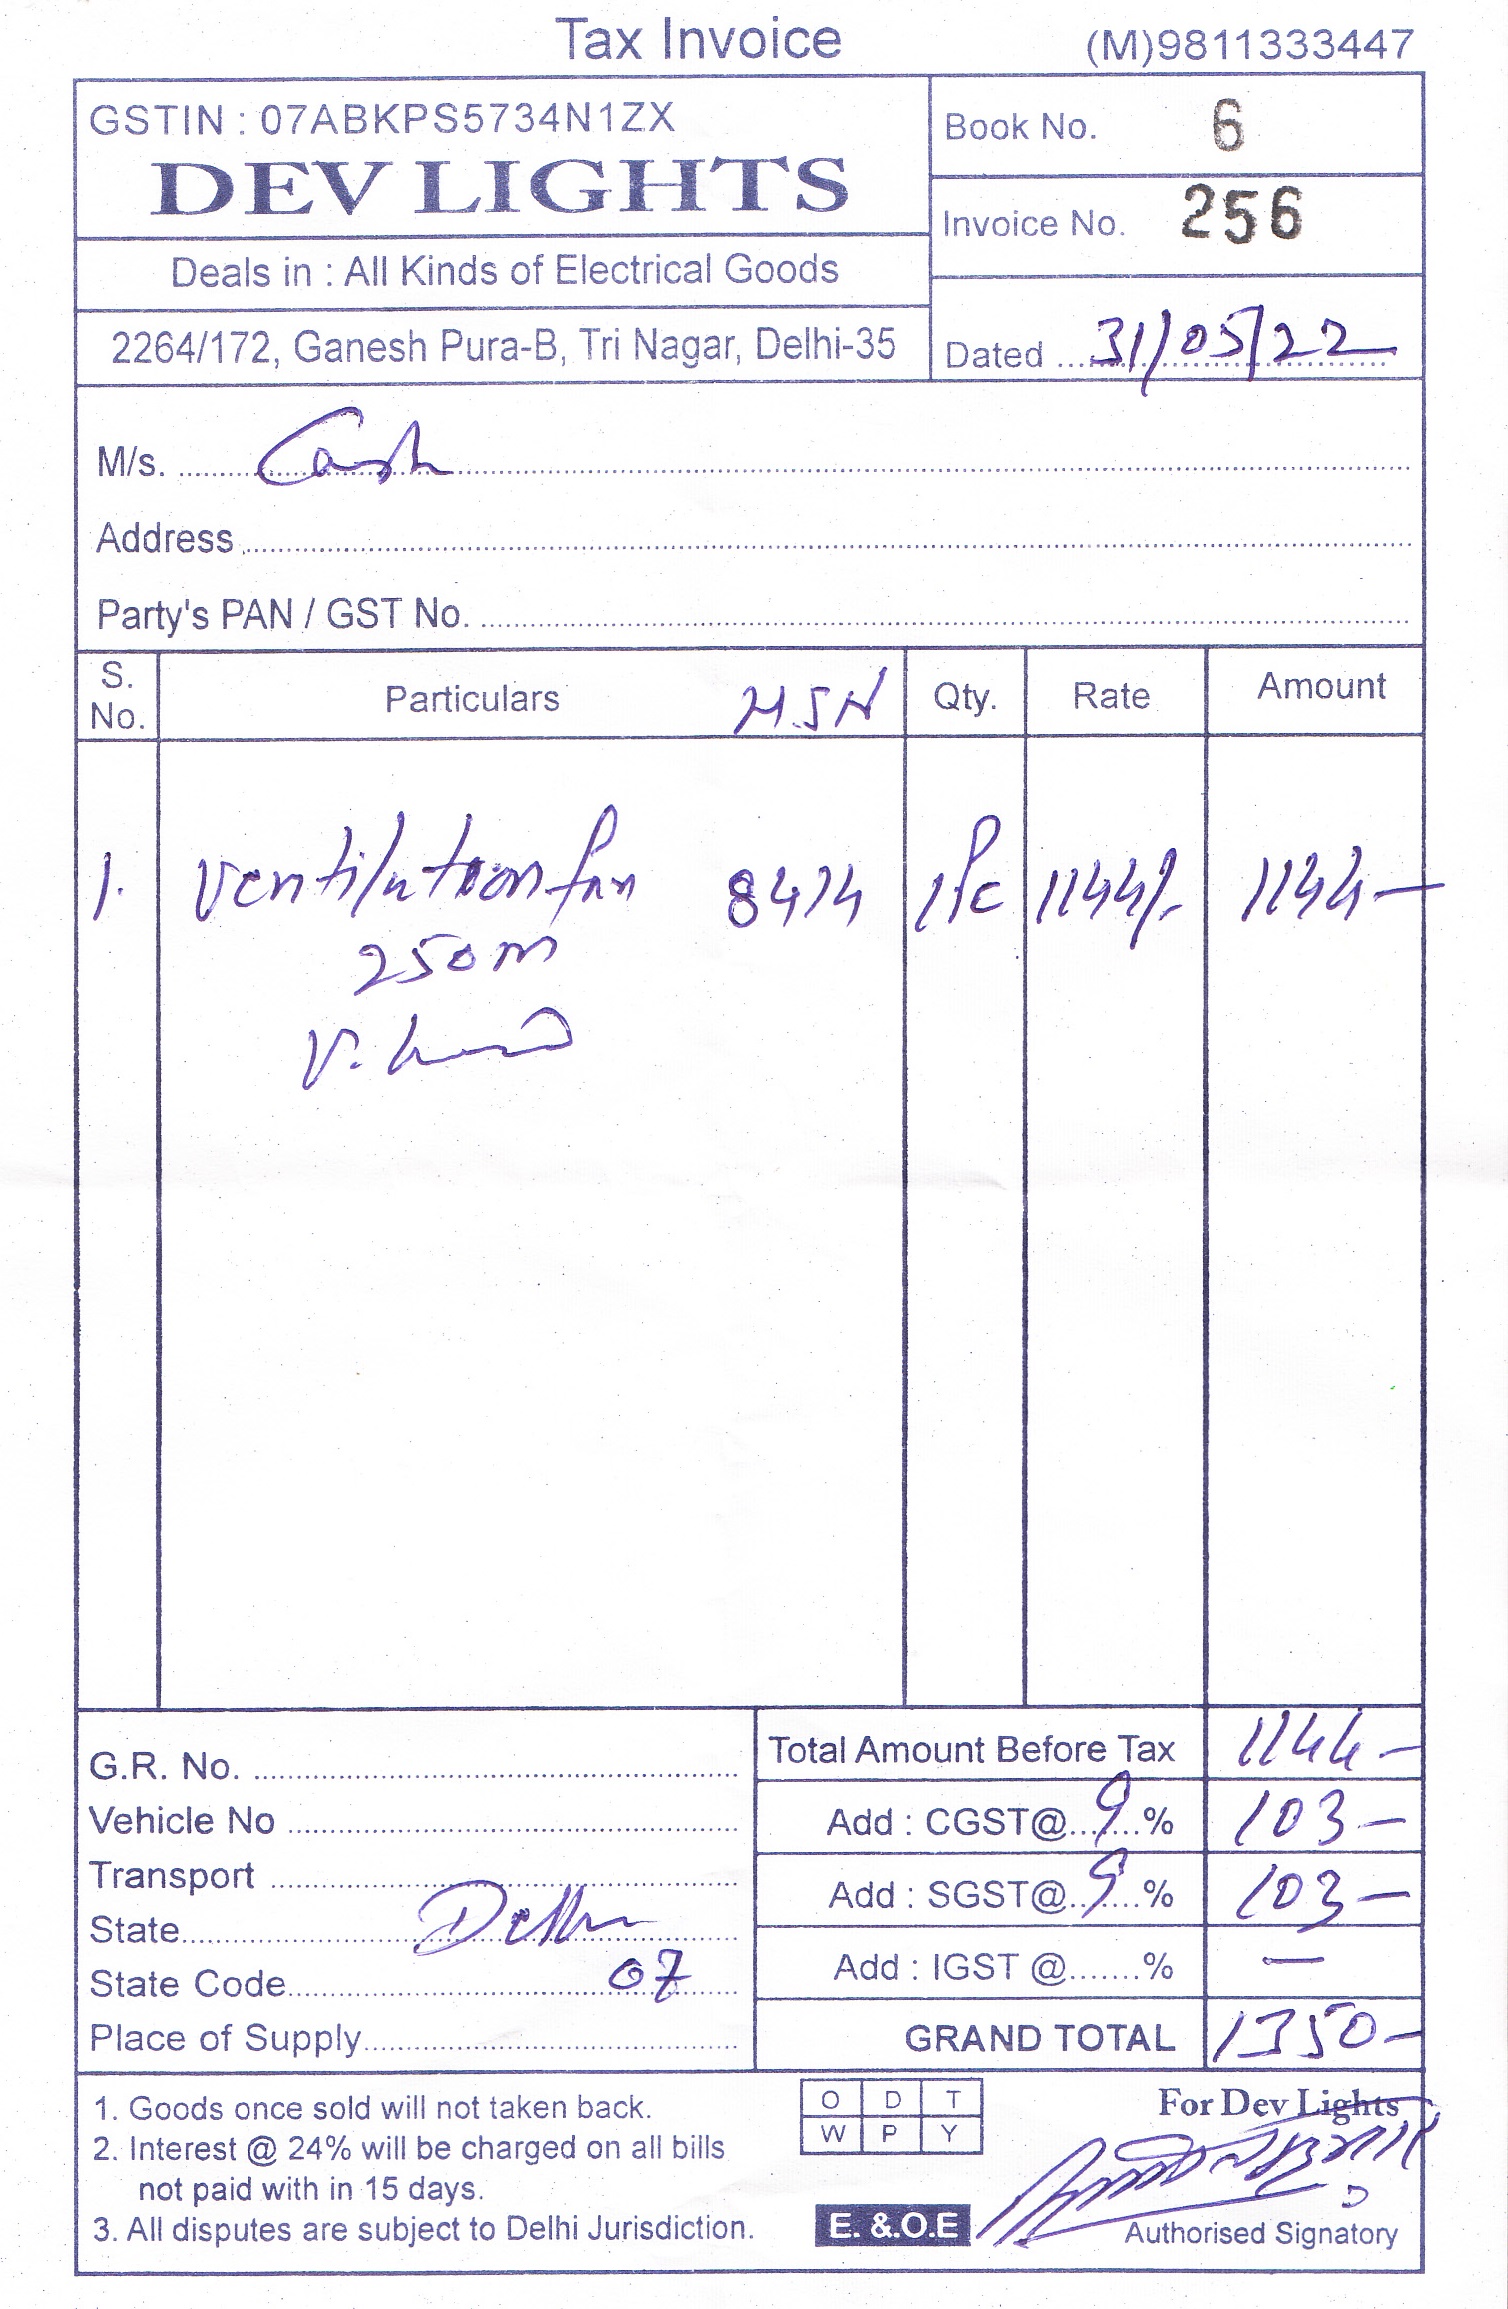 Tax Invoice (M)9811333447
GSTIN : 07ABKPS5734N1ZX
DEV LIGHTS
Deals in : All Kinds of Electrical Goods
2264/172, Ganesh Pura-B, Tri Nagar, Delhi-35
Book No. 6
Invoice No. 256
Dated 31/05/22
M/s. Cash
Address
Party's PAN / GST No.
S. No. Particulars HSN Qty. Rate Amount
1. Ventilation fan 8414 1Pc 1144/- 1144-
250m
G.R. No.
Vehicle No
Transport
State Delhi
State Code 07
Place of Supply
Total Amount Before Tax 1144-
Add : CGST@ 9 % 103-
Add : SGST@ 9 % 103-
Add : IGST @.......% —
GRAND TOTAL 1350-
1. Goods once sold will not taken back.
2. Interest @ 24% will be charged on all bills
not paid with in 15 days.
3. All disputes are subject to Delhi Jurisdiction.
O D T
W P Y
E. &.O.E
For Dev Lights
Authorised Signatory